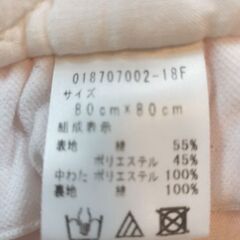 018707002-18F
サイズ
80cm×80cm
組成表示
表地 綿 55%
ポリエステル 45%
中わた ポリエステル 100%
裏地 綿 100%